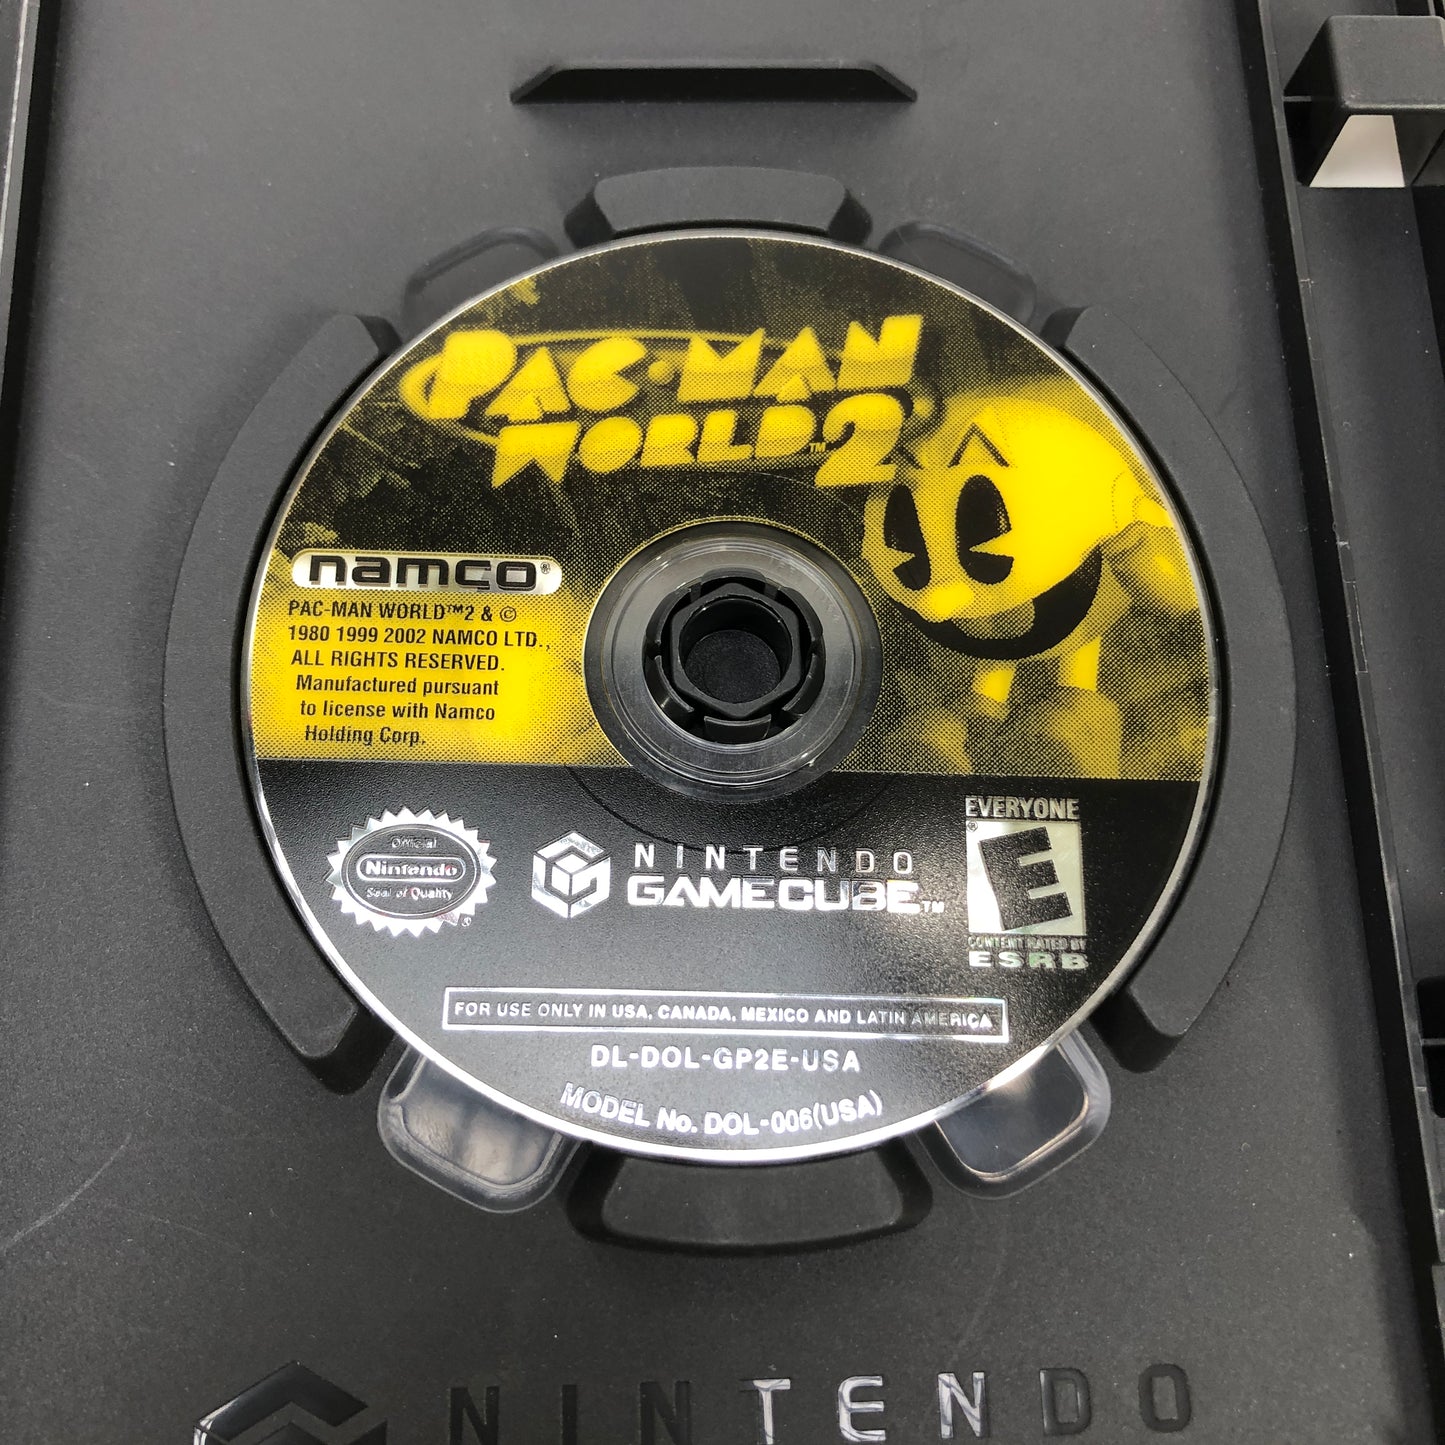 PAC-MAN
WORLD™ 2
namco®
PAC-MAN WORLD™2 & ©
1980 1999 2002 NAMCO LTD.,
ALL RIGHTS RESERVED.
Manufactured pursuant
to license with Namco
Holding Corp.
Official
Nintendo
Seal of Quality
®
NINTENDO
GAMECUBE™
EVERYONE
E
®
CONTENT RATED BY
ESRB
FOR USE ONLY IN USA, CANADA, MEXICO AND LATIN AMERICA
DL-DOL-GP2E-USA
MODEL No. DOL-006(USA)
NINTENDO